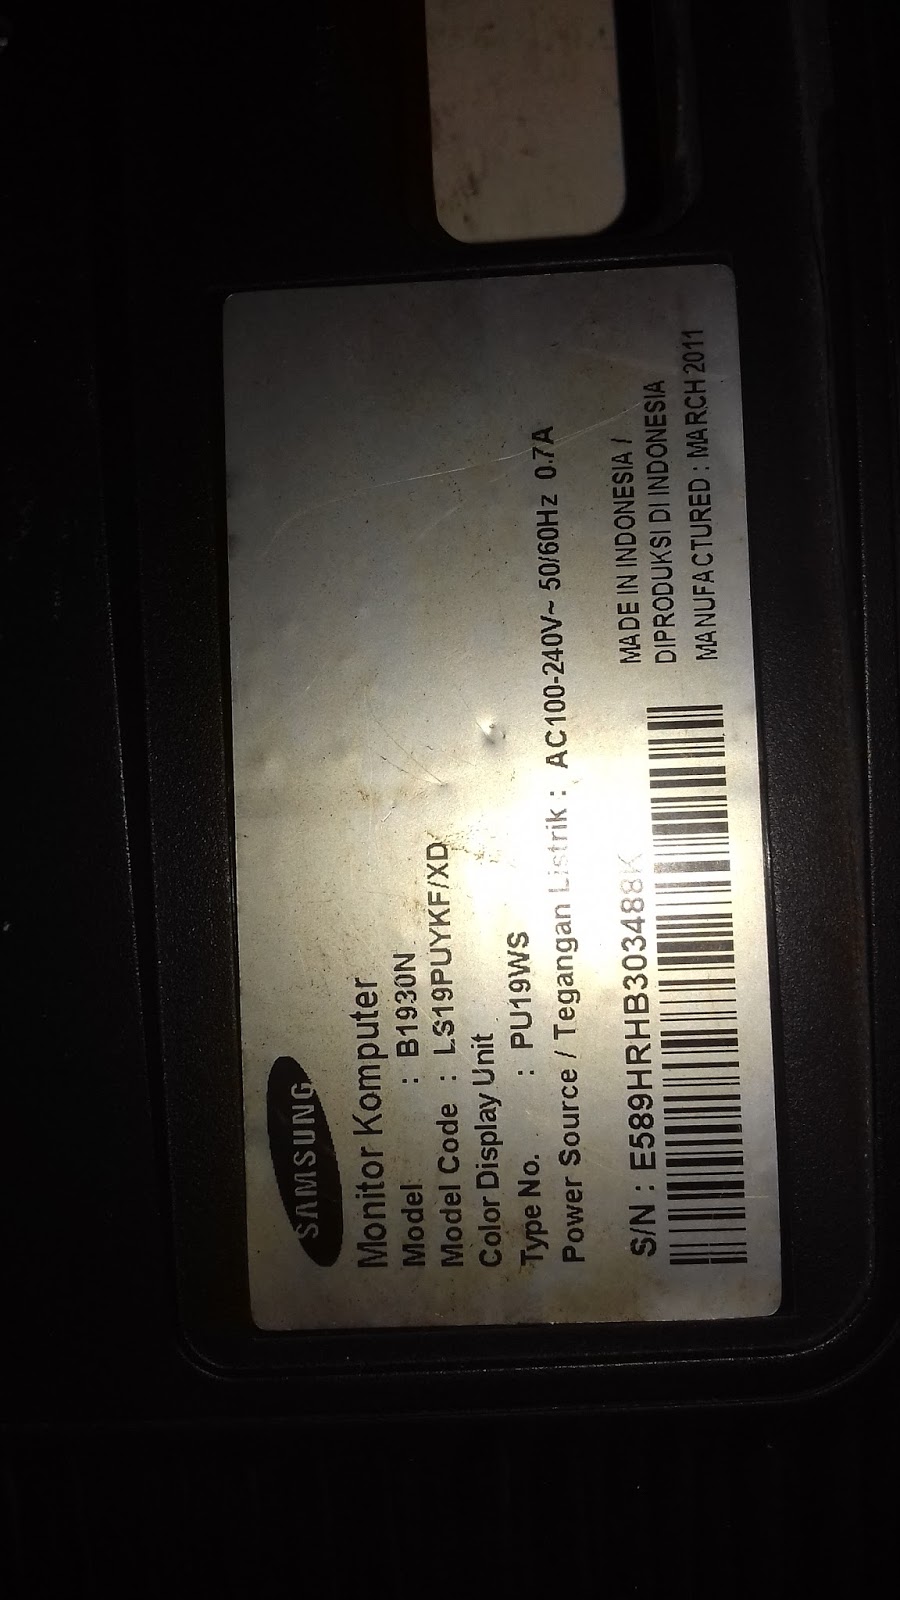 SAMSUNG
Monitor Komputer
Model : B1930N
Model Code : LS19PUYKF/XD
Color Display Unit
Type No. : PU19WS
Power Source / Tegangan Listrik : AC100-240V~ 50/60Hz 0.7A
S/N : E589HRHB303488K
MADE IN INDONESIA /
DIPRODUKSI DI INDONESIA
MANUFACTURED : MARCH 2011